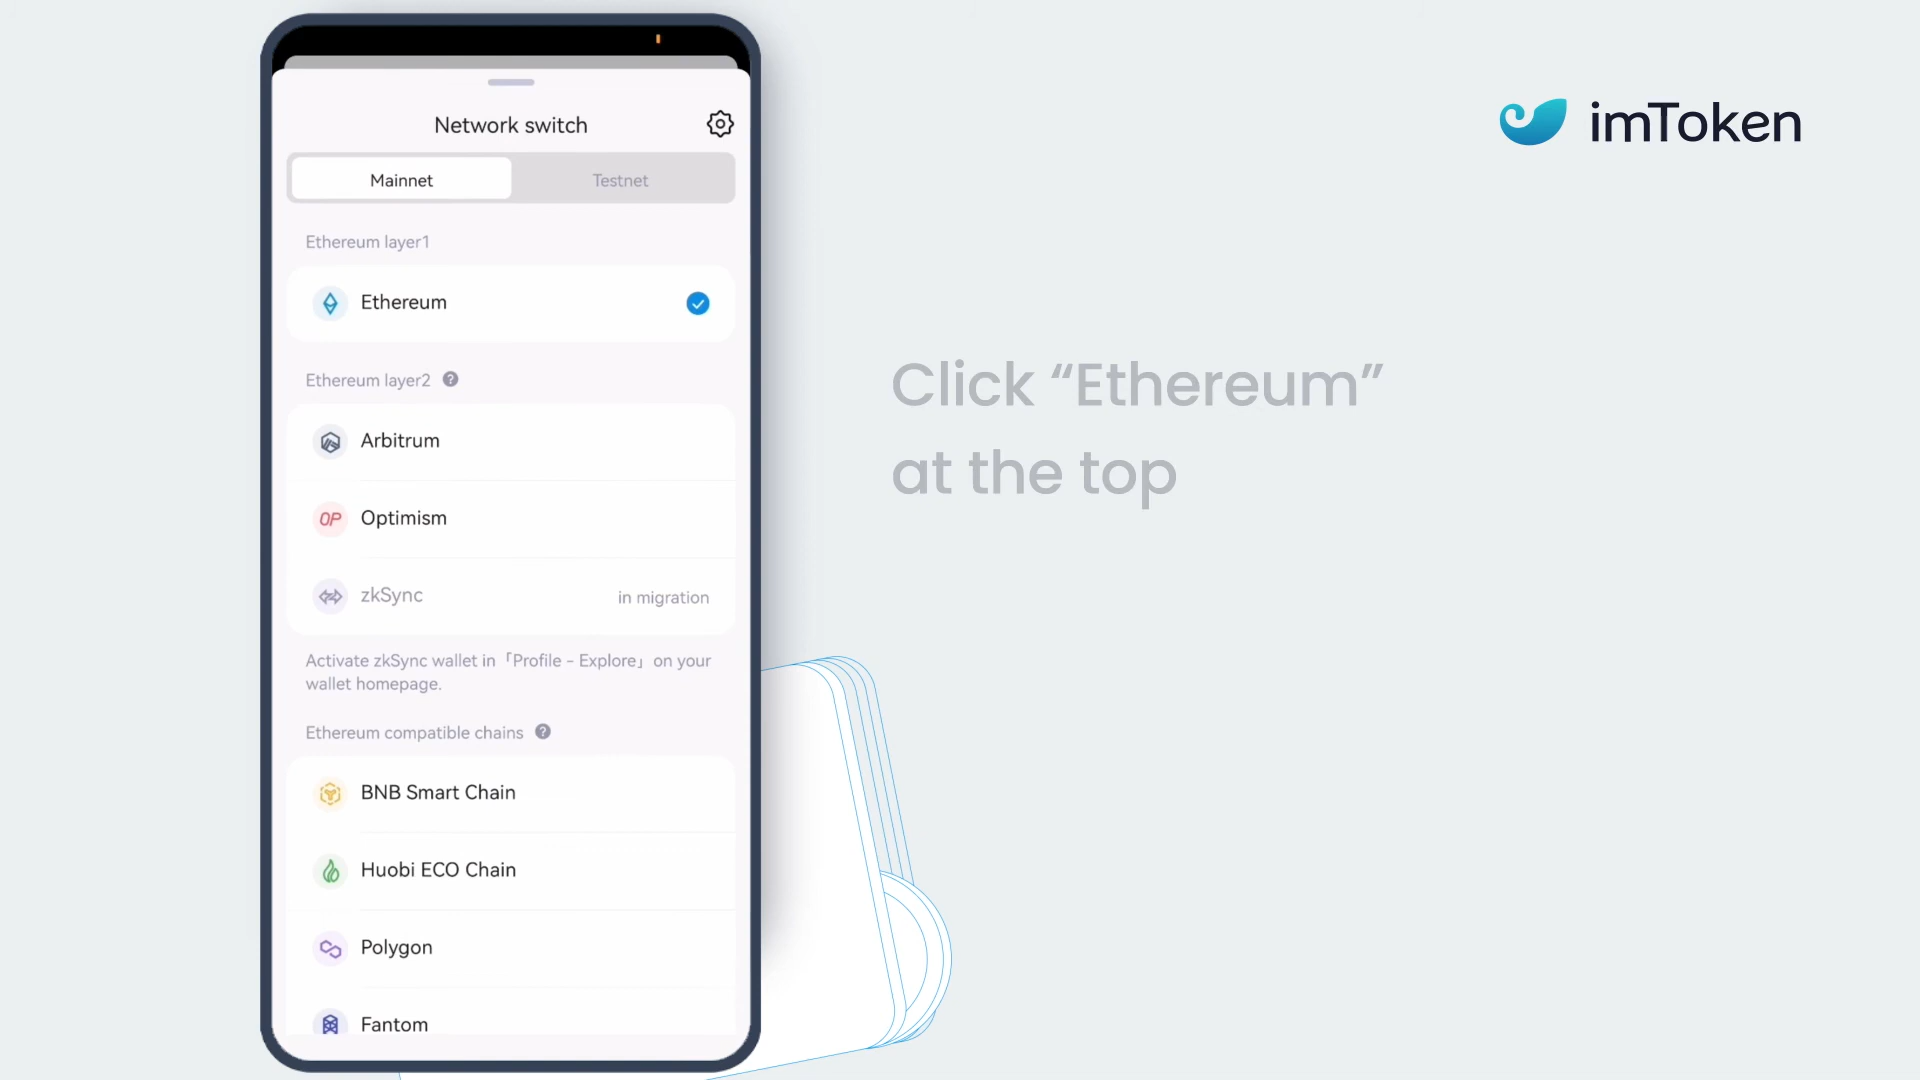 imToken
Network switch
Mainnet
Testnet
Ethereum layer1
Ethereum
Ethereum layer2 ?
Arbitrum
OP Optimism
zkSync
in migration
Activate zkSync wallet in「Profile - Explore」on your
wallet homepage.
Ethereum compatible chains ?
BNB Smart Chain
Huobi ECO Chain
Polygon
Fantom
Click “Ethereum”
at the top